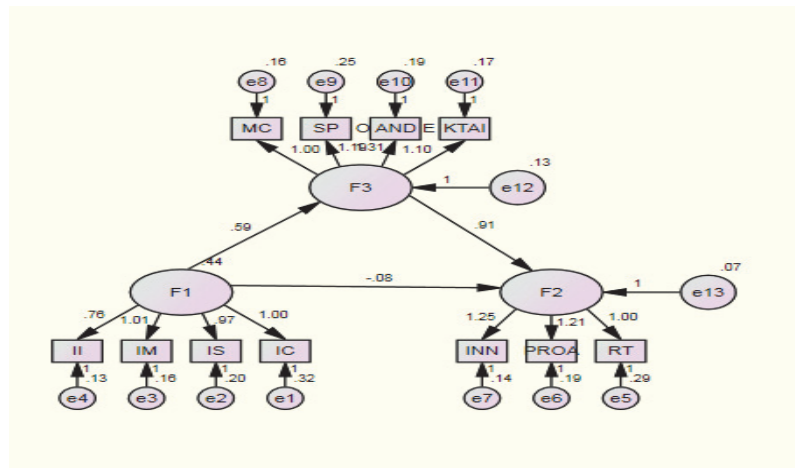 .16 .25 .19 .17
e8 e9 e10 e11
1 1 1 1
MC SP O AND E KTAI
1.00 1.10
.13
F3 1 e12
.59 .91
.44 -.08 .07
F1 F2 1 e13
.76 1.01 .97 1.00 1.25 1.21 1.00
II IM IS IC INN PROA RT
1 1 1 1 1 1 1
.13 .16 .20 .32 .14 .19 .29
e4 e3 e2 e1 e7 e6 e5